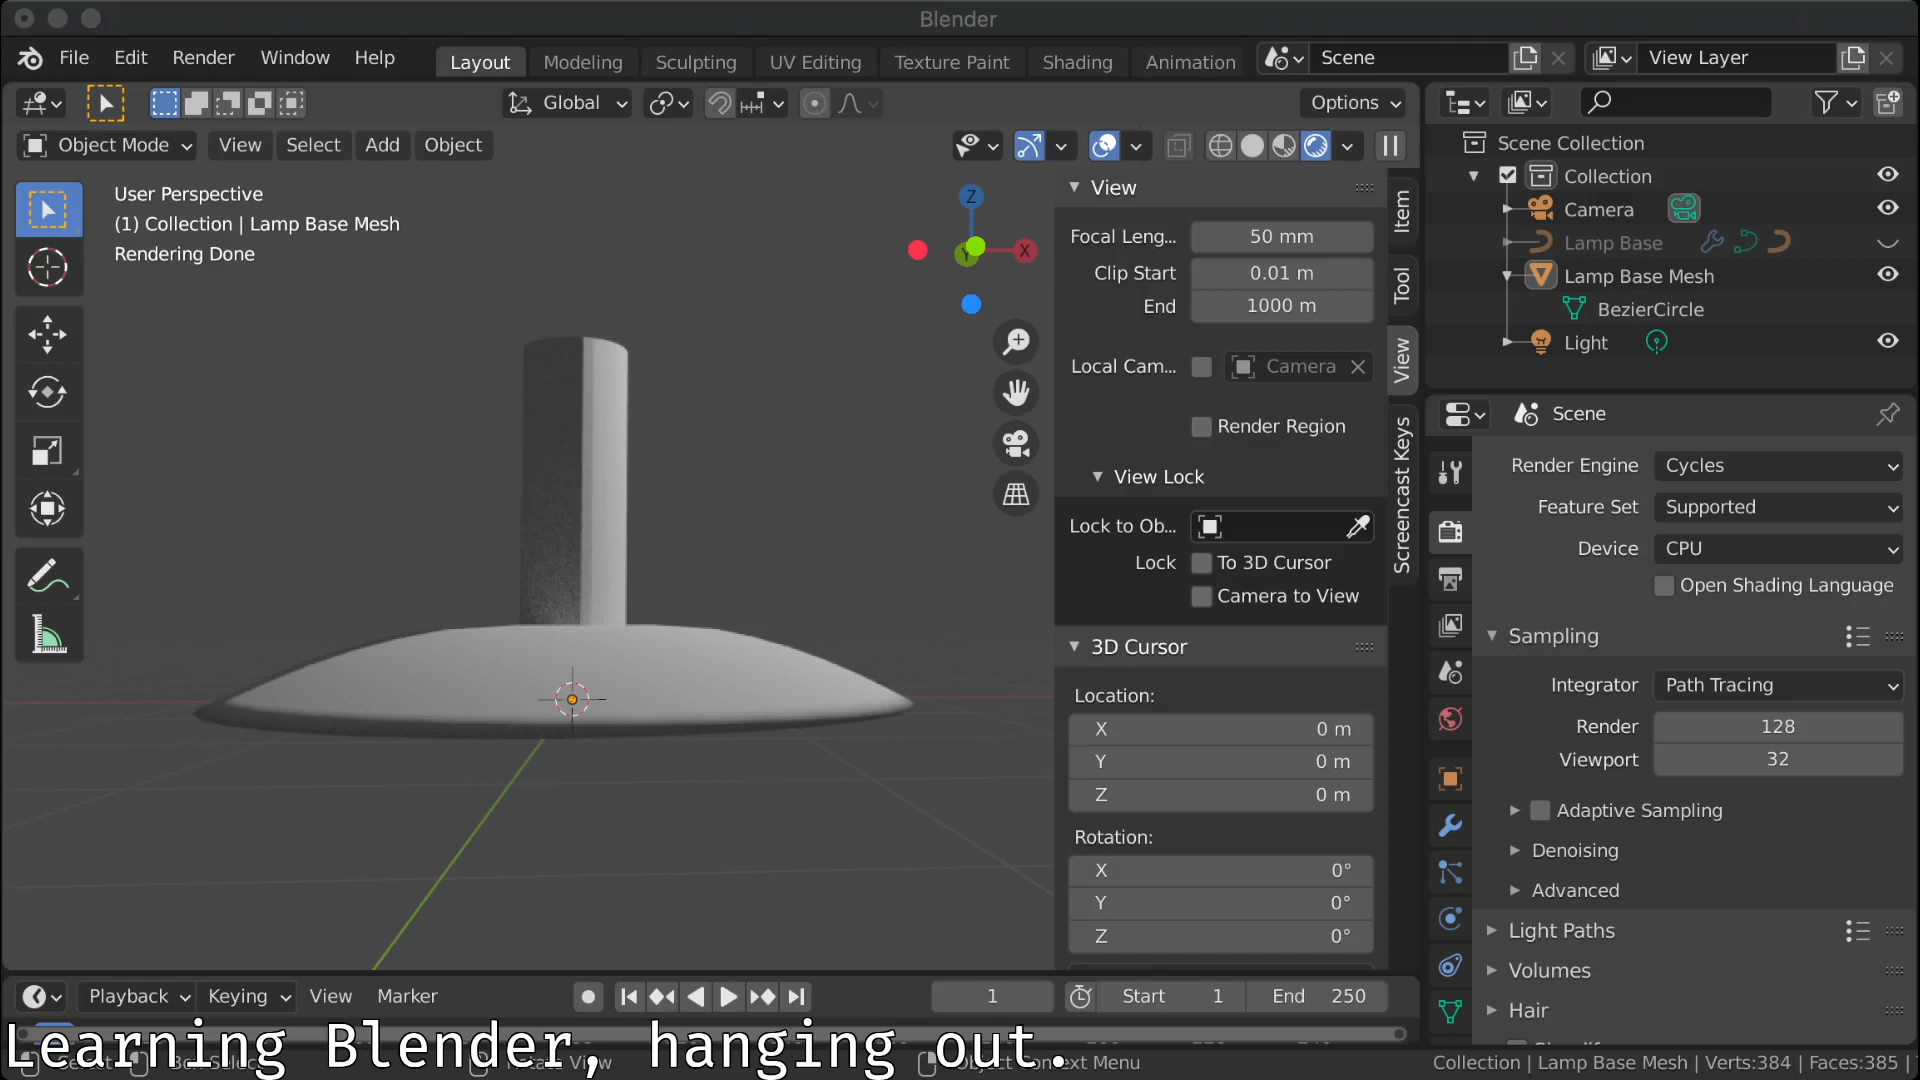 Blender
File Edit Render Window Help Layout Modeling Sculpting UV Editing Texture Paint Shading Animation Scene View Layer
Global Options
Object Mode View Select Add Object
User Perspective
(1) Collection | Lamp Base Mesh
Rendering Done
Z
Y
X
View
Focal Leng... 50 mm
Clip Start 0.01 m
End 1000 m
Local Cam... Camera
Render Region
View Lock
Lock to Ob...
Lock To 3D Cursor
Camera to View
3D Cursor
Location:
X 0 m
Y 0 m
Z 0 m
Rotation:
X 0°
Y 0°
Z 0°
Item
Tool
View
Screencast Keys
Scene Collection
Collection
Camera
Lamp Base
Lamp Base Mesh
BezierCircle
Light
Scene
Render Engine Cycles
Feature Set Supported
Device CPU
Open Shading Language
Sampling
Integrator Path Tracing
Render 128
Viewport 32
Adaptive Sampling
Denoising
Advanced
Light Paths
Volumes
Hair
Playback Keying View Marker 1 Start 1 End 250
Learning Blender, hanging out.
View Context Menu Collection | Lamp Base Mesh | Verts:384 | Faces:385 |